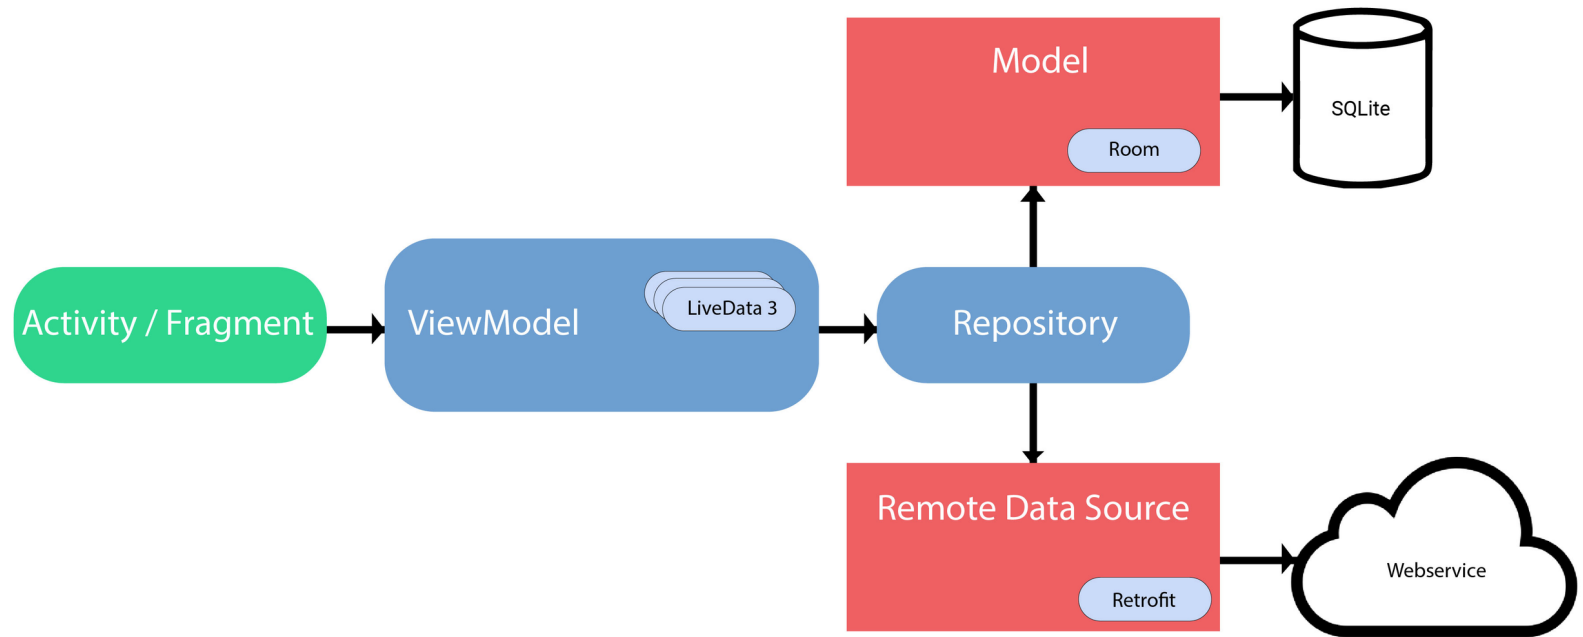 Model
Room
SQLite
Activity / Fragment
ViewModel
LiveData 3
Repository
Remote Data Source
Retrofit
Webservice